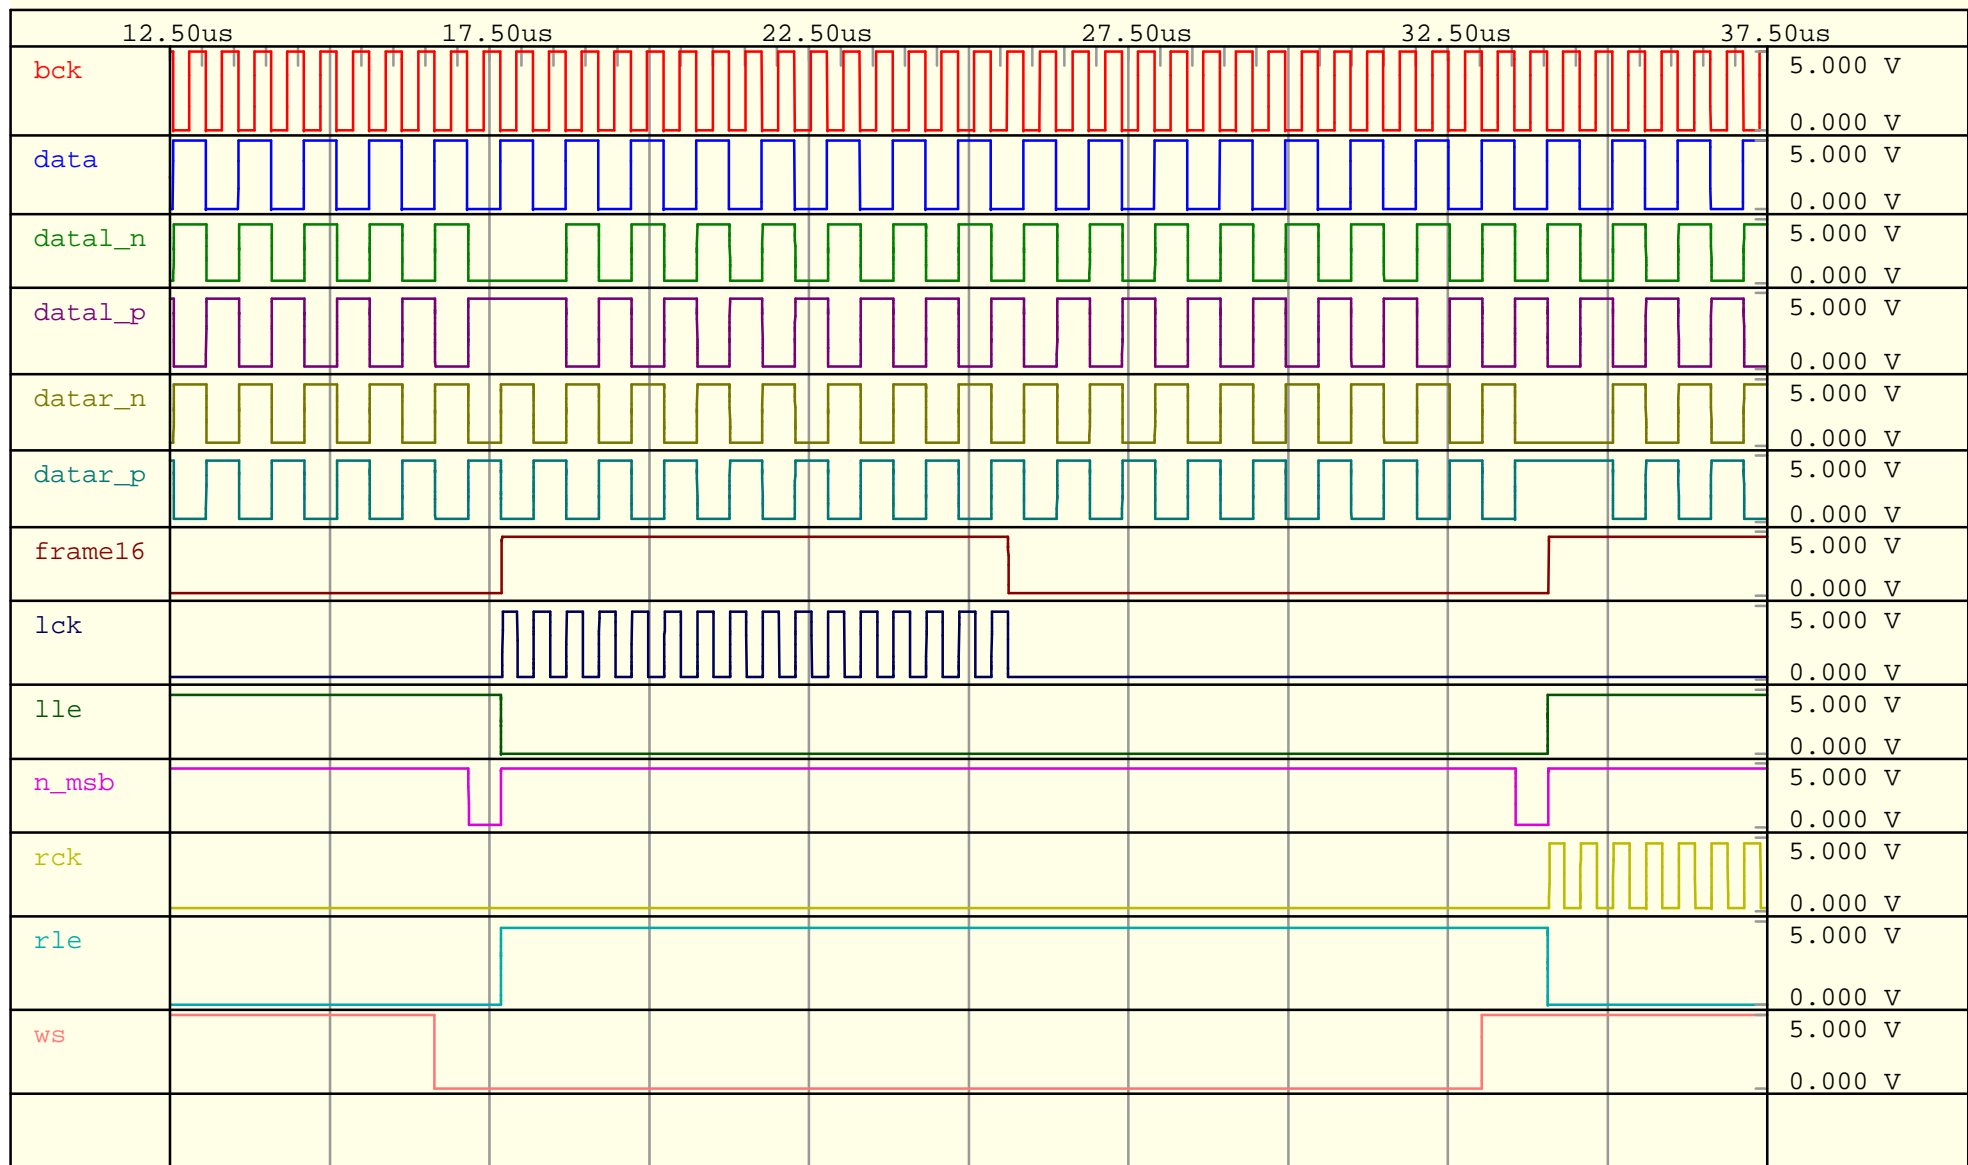 12.50us 17.50us 22.50us 27.50us 32.50us 37.50us
bck 5.000 V
0.000 V
data 5.000 V
0.000 V
datal_n 5.000 V
0.000 V
datal_p 5.000 V
0.000 V
datar_n 5.000 V
0.000 V
datar_p 5.000 V
0.000 V
frame16 5.000 V
0.000 V
lck 5.000 V
0.000 V
lle 5.000 V
0.000 V
n_msb 5.000 V
0.000 V
rck 5.000 V
0.000 V
rle 5.000 V
0.000 V
ws 5.000 V
0.000 V